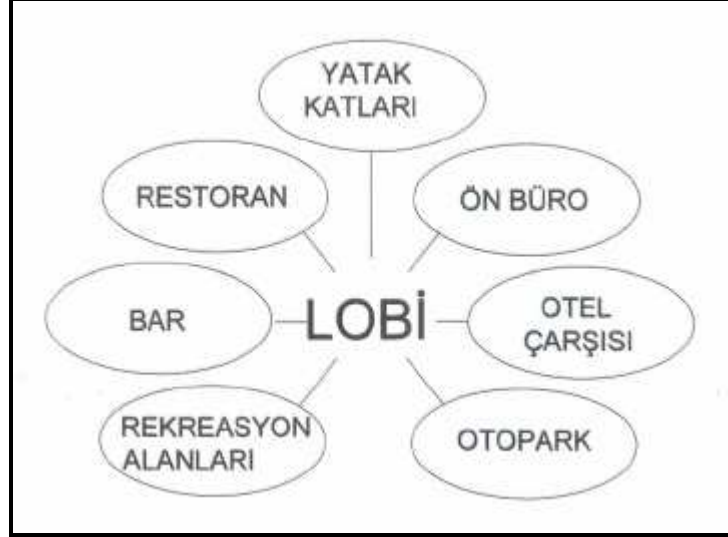 YATAK
KATLARI
RESTORAN
ÖN BÜRO
BAR
LOBİ
OTEL
ÇARŞISI
REKREASYON
ALANLARI
OTOPARK